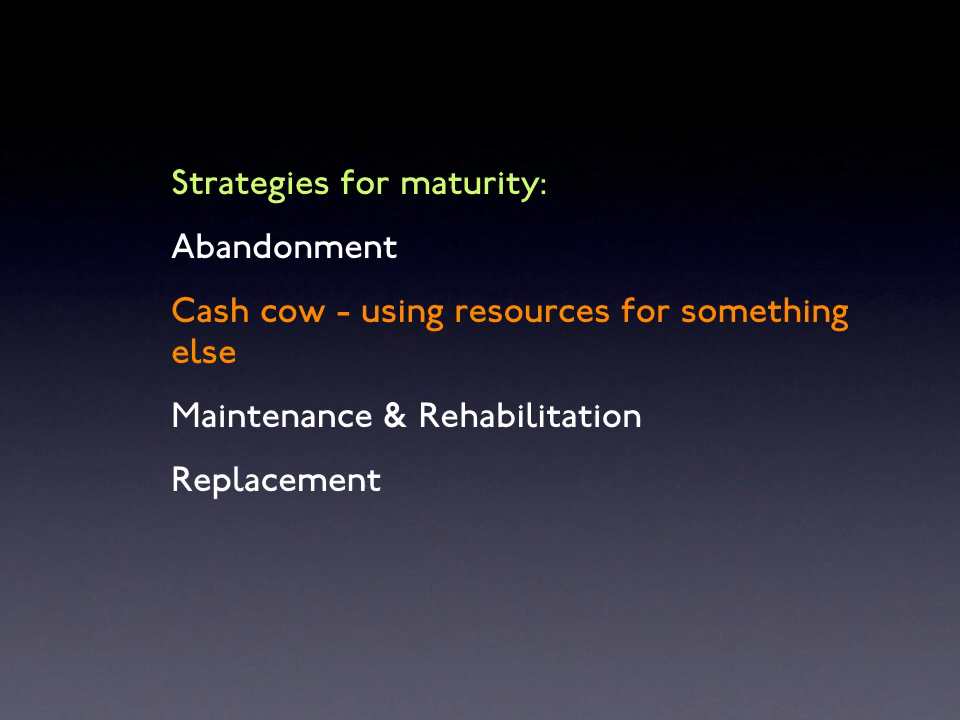 Strategies for maturity:
Abandonment
Cash cow - using resources for something
else
Maintenance & Rehabilitation
Replacement